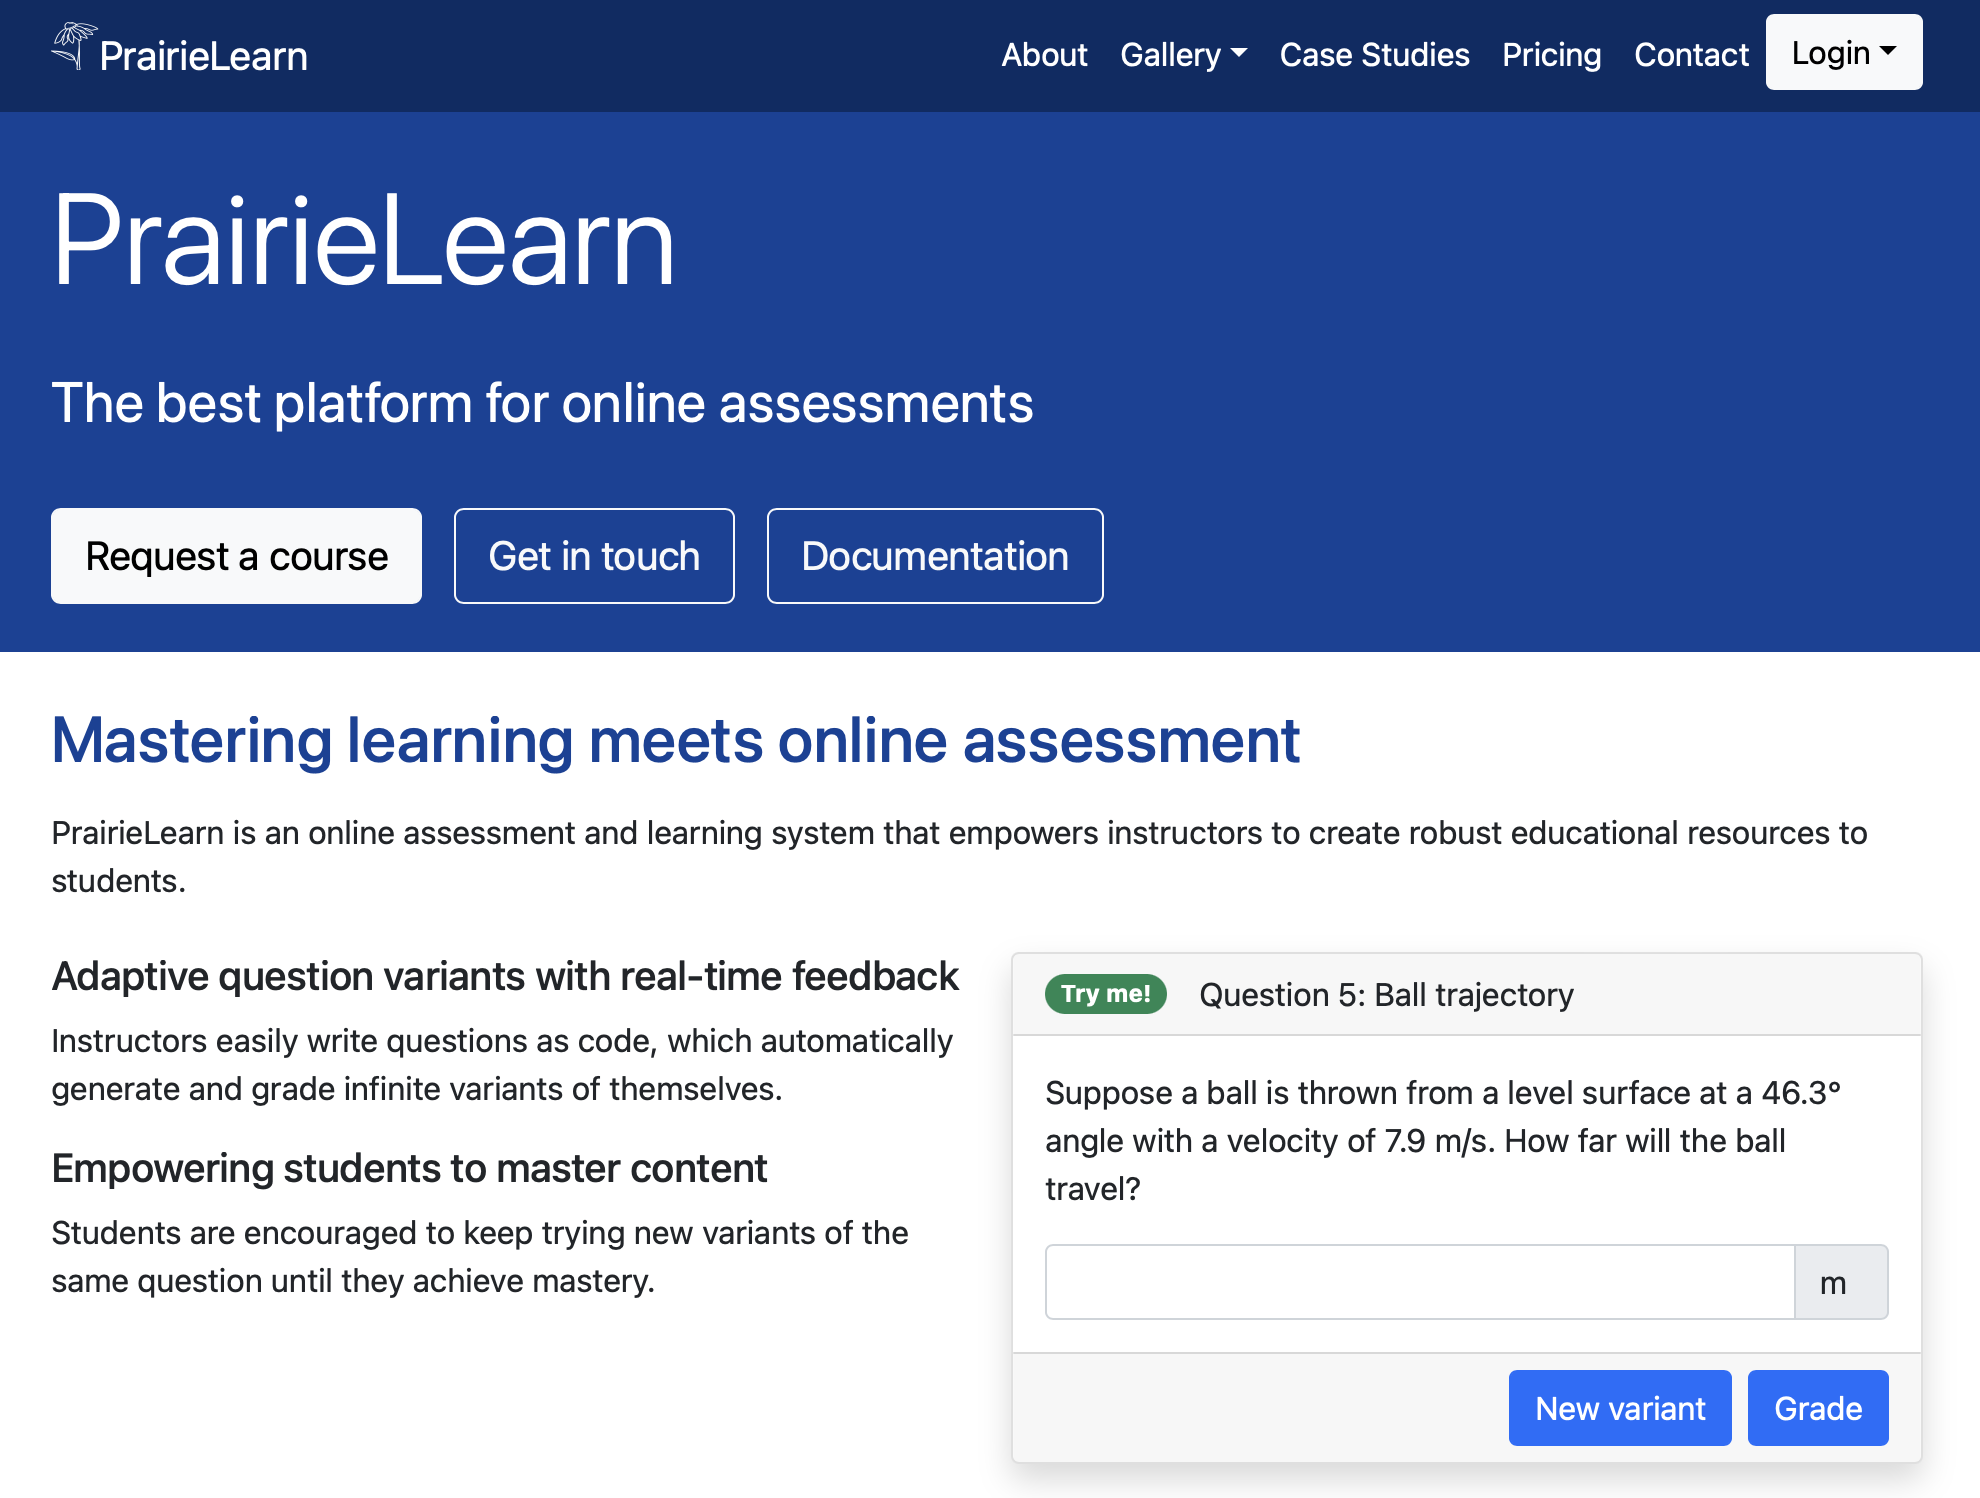 PrairieLearn
About
Gallery
Case Studies
Pricing
Contact
Login
PrairieLearn
The best platform for online assessments
Request a course
Get in touch
Documentation
Mastering learning meets online assessment
PrairieLearn is an online assessment and learning system that empowers instructors to create robust educational resources to
students.
Adaptive question variants with real-time feedback
Instructors easily write questions as code, which automatically
generate and grade infinite variants of themselves.
Empowering students to master content
Students are encouraged to keep trying new variants of the
same question until they achieve mastery.
Try me!
Question 5: Ball trajectory
Suppose a ball is thrown from a level surface at a 46.3°
angle with a velocity of 7.9 m/s. How far will the ball
travel?
m
New variant
Grade